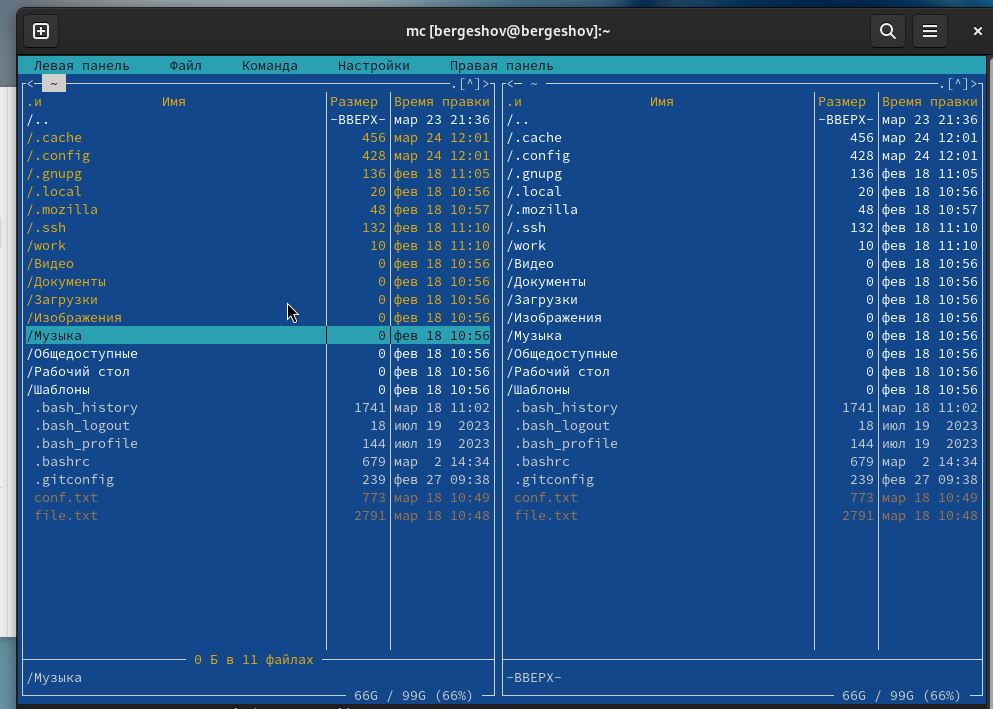 mc [bergeshov@bergeshov]:~
Левая панель Файл Команда Настройки Правая панель
<─ ~ .[^]>
.и Имя Размер Время правки
/.. -ВВЕРХ- мар 23 21:36
/.cache 456 мар 24 12:01
/.config 428 мар 24 12:01
/.gnupg 136 фев 18 11:05
/.local 20 фев 18 10:56
/.mozilla 48 фев 18 10:57
/.ssh 132 фев 18 11:10
/work 10 фев 18 11:10
/Видео 0 фев 18 10:56
/Документы 0 фев 18 10:56
/Загрузки 0 фев 18 10:56
/Изображения 0 фев 18 10:56
/Музыка 0 фев 18 10:56
/Общедоступные 0 фев 18 10:56
/Рабочий стол 0 фев 18 10:56
/Шаблоны 0 фев 18 10:56
.bash_history 1741 мар 18 11:02
.bash_logout 18 июл 19 2023
.bash_profile 144 июл 19 2023
.bashrc 679 мар 2 14:34
.gitconfig 239 фев 27 09:38
conf.txt 773 мар 18 10:49
file.txt 2791 мар 18 10:48
0 Б в 11 файлах
/Музыка
66G / 99G (66%)
<─ ~ .[^]>
.и Имя Размер Время правки
/.. -ВВЕРХ- мар 23 21:36
/.cache 456 мар 24 12:01
/.config 428 мар 24 12:01
/.gnupg 136 фев 18 11:05
/.local 20 фев 18 10:56
/.mozilla 48 фев 18 10:57
/.ssh 132 фев 18 11:10
/work 10 фев 18 11:10
/Видео 0 фев 18 10:56
/Документы 0 фев 18 10:56
/Загрузки 0 фев 18 10:56
/Изображения 0 фев 18 10:56
/Музыка 0 фев 18 10:56
/Общедоступные 0 фев 18 10:56
/Рабочий стол 0 фев 18 10:56
/Шаблоны 0 фев 18 10:56
.bash_history 1741 мар 18 11:02
.bash_logout 18 июл 19 2023
.bash_profile 144 июл 19 2023
.bashrc 679 мар 2 14:34
.gitconfig 239 фев 27 09:38
conf.txt 773 мар 18 10:49
file.txt 2791 мар 18 10:48
-ВВЕРХ-
66G / 99G (66%)